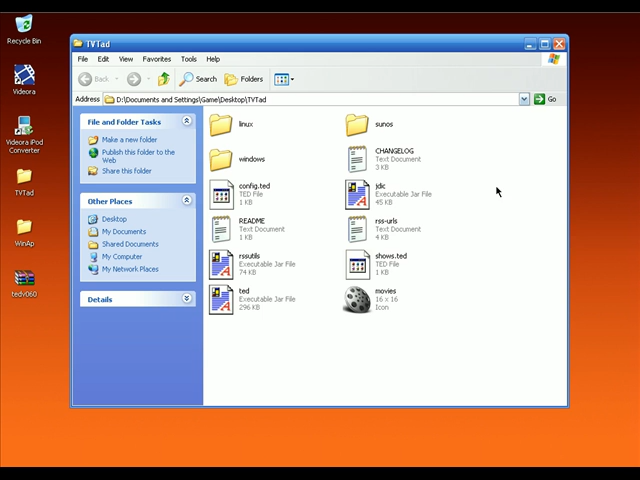 Recycle Bin
Videora
Videora iPod
Converter
TVTad
WinAp
tedv060
TVTad
File Edit View Favorites Tools Help
Back Search Folders
Address D:\Documents and Settings\Game\Desktop\TVTad Go
File and Folder Tasks
Make a new folder
Publish this folder to the
Web
Share this folder
Other Places
Desktop
My Documents
Shared Documents
My Computer
My Network Places
Details
linux
sunos
windows
CHANGELOG
Text Document
3 KB
config.ted
TED File
1 KB
jdic
Executable Jar File
45 KB
README
Text Document
1 KB
rss-urls
Text Document
4 KB
rssutils
Executable Jar File
74 KB
shows.ted
TED File
1 KB
ted
Executable Jar File
296 KB
movies
16 x 16
Icon